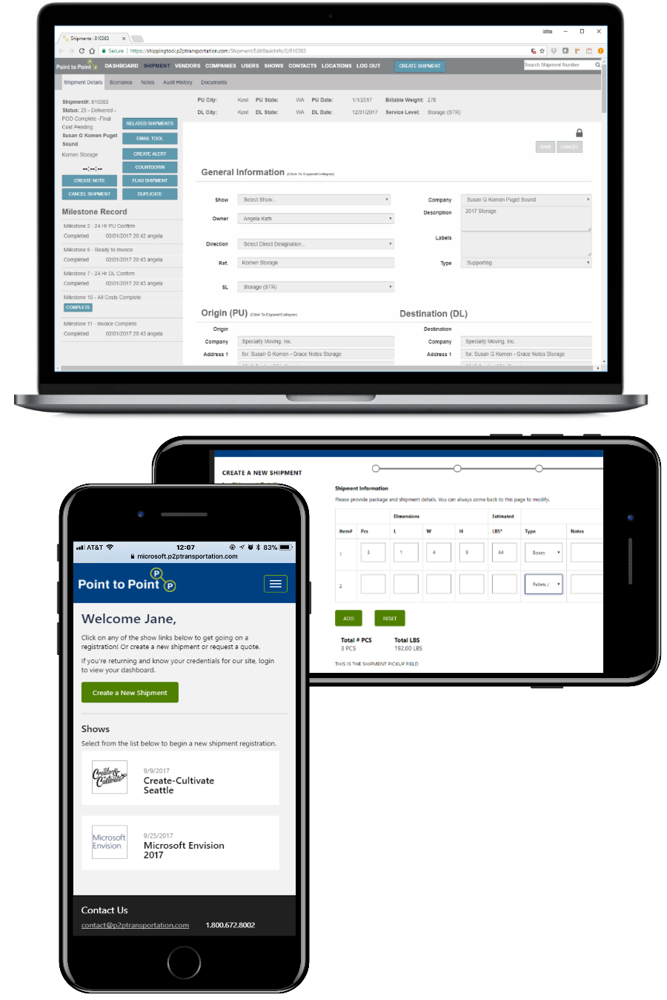 Shipments : 810383
Secure | https://shippingtool.p2ptransportation.com/Shipment/EditBasicInfo/0/810383
Point to Point DASHBOARD SHIPMENT VENDORS COMPANIES USERS SHOWS CONTACTS LOCATIONS LOG OUT CREATE SHIPMENT Search Shipment Number
Shipment Details Scenarios Notes Audit History Documents
Shipment#: 810383
Status: 25 - Delivered -
POD Complete -Final
Cost Pending
Susan G Komen Puget
Sound
Komen Storage
--:--:--
RELATED SHIPMENTS
EMAIL TOOL
CREATE ALERT
COUNTDOWN
CREATE NOTE FLAG SHIPMENT
CANCEL SHIPMENT DUPLICATE
Milestone Record
Milestone 2 - 24 Hr PU Confirm
Completed 02/01/2017 20:42 angela
Milestone 6 - Ready to Invoice
Completed 02/01/2017 20:43 angela
Milestone 7 - 24 Hr DL Confirm
Completed 02/01/2017 20:43 angela
Milestone 10 - All Costs Complete
COMPLETE
Milestone 11 - Invoice Complete
Completed 02/01/2017 20:43 angela
PU City: Kent PU State: WA PU Date: 1/1/2017 Billable Weight: 278
DL City: Kent DL State: WA DL Date: 12/31/2017 Service Level: Storage (STR)
SAVE CANCEL
General Information (Click To Expand/Collapse)
Show Select Show...
Owner Angela Kath
Direction Select Direct Designation...
Ref. Komen Storage
SL Storage (STR)
Company Susan G Komen Puget Sound
Description 2017 Storage
Labels
Type Supporting
Origin (PU) (Click To Expand/Collapse) Destination (DL)
Origin Destination
Company Specialty Moving, Inc. Company Specialty Moving, Inc.
Address 1 for: Susan G Komen - Grace Notes Storage Address 1 for: Susan G Komen - Grace Notes Storage
CREATE A NEW SHIPMENT
Shipment Information
Please provide package and shipment details. You can always come back to this page to modify.
Dimensions Estimated
Item# Pcs L W H LBS* Type Notes
1 3 1 4 9 64 Boxes
2 Pallets /
ADD RESET
Total # PCS Total LBS
3 PCS 192.00 LBS
THIS IS THE SHIPMENT PICKUP FIELD
AT&T 12:07 83%
microsoft.p2ptransportation.com
Point to Point P P
Welcome Jane,
Click on any of the show links below to get going on a
registration! Or create a new shipment or request a quote.
If you're returning and know your credentials for our site, login
to view your dashboard.
Create a New Shipment
Shows
Select from the list below to begin a new shipment registration.
Create &
Cultivate
9/9/2017
Create-Cultivate
Seattle
Microsoft
Envision
9/25/2017
Microsoft Envision
2017
Contact Us
contact@p2ptransportation.com 1.800.672.8002